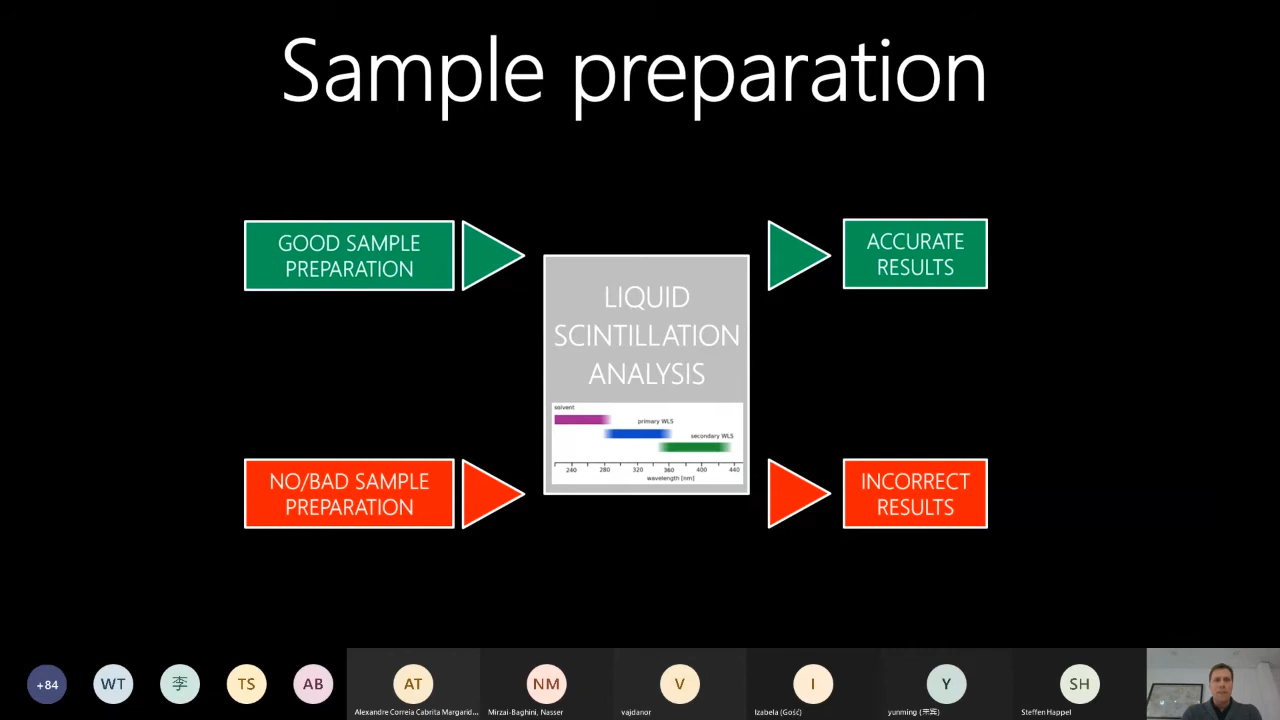 Sample preparation
GOOD SAMPLE
PREPARATION
ACCURATE
RESULTS
LIQUID
SCINTILLATION
ANALYSIS
solvent
primary WLS
secondary WLS
240 280 320 360 400 440
wavelength [nm]
NO/BAD SAMPLE
PREPARATION
INCORRECT
RESULTS
+84
WT
李
TS
AB
AT
NM
V
I
Y
SH
Alexandre Correia Cabrita Margarid...
Mirzai-Baghini, Nasser
vajdanor
Izabela (Gość)
yunming (来宾)
Steffen Happel